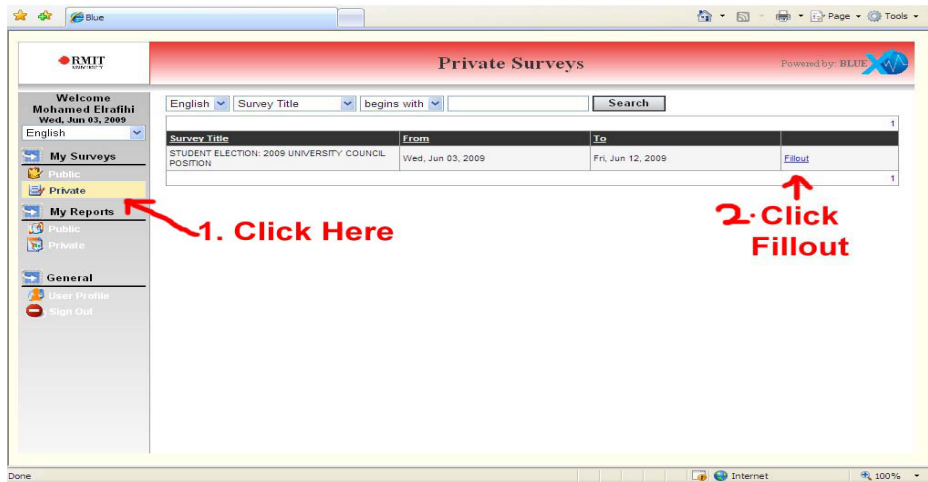 Blue
Page
Tools
RMIT
UNIVERSITY
Private Surveys
Powered by: BLUE X
Welcome
Mohamed Elrafihi
Wed, Jun 03, 2009
English
My Surveys
Public
Private
My Reports
Public
Private
General
User Profile
Sign Out
English Survey Title begins with Search
1
Survey Title From To
STUDENT ELECTION: 2009 UNIVERSITY COUNCIL
POSITION Wed, Jun 03, 2009 Fri, Jun 12, 2009 Fillout
1
1. Click Here
2. Click
Fillout
Done Internet 100%